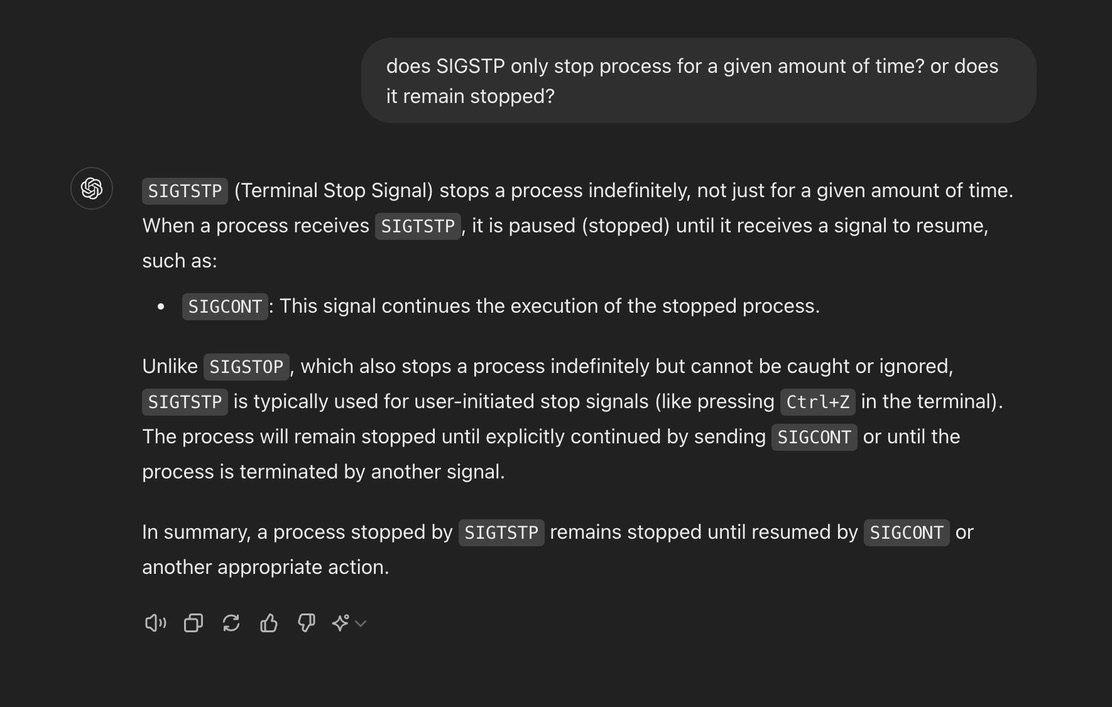 does SIGSTP only stop process for a given amount of time? or does
it remain stopped?
SIGTSTP (Terminal Stop Signal) stops a process indefinitely, not just for a given amount of time.
When a process receives SIGTSTP, it is paused (stopped) until it receives a signal to resume,
such as:
• SIGCONT: This signal continues the execution of the stopped process.
Unlike SIGSTOP, which also stops a process indefinitely but cannot be caught or ignored,
SIGTSTP is typically used for user-initiated stop signals (like pressing Ctrl+Z in the terminal).
The process will remain stopped until explicitly continued by sending SIGCONT or until the
process is terminated by another signal.
In summary, a process stopped by SIGTSTP remains stopped until resumed by SIGCONT or
another appropriate action.